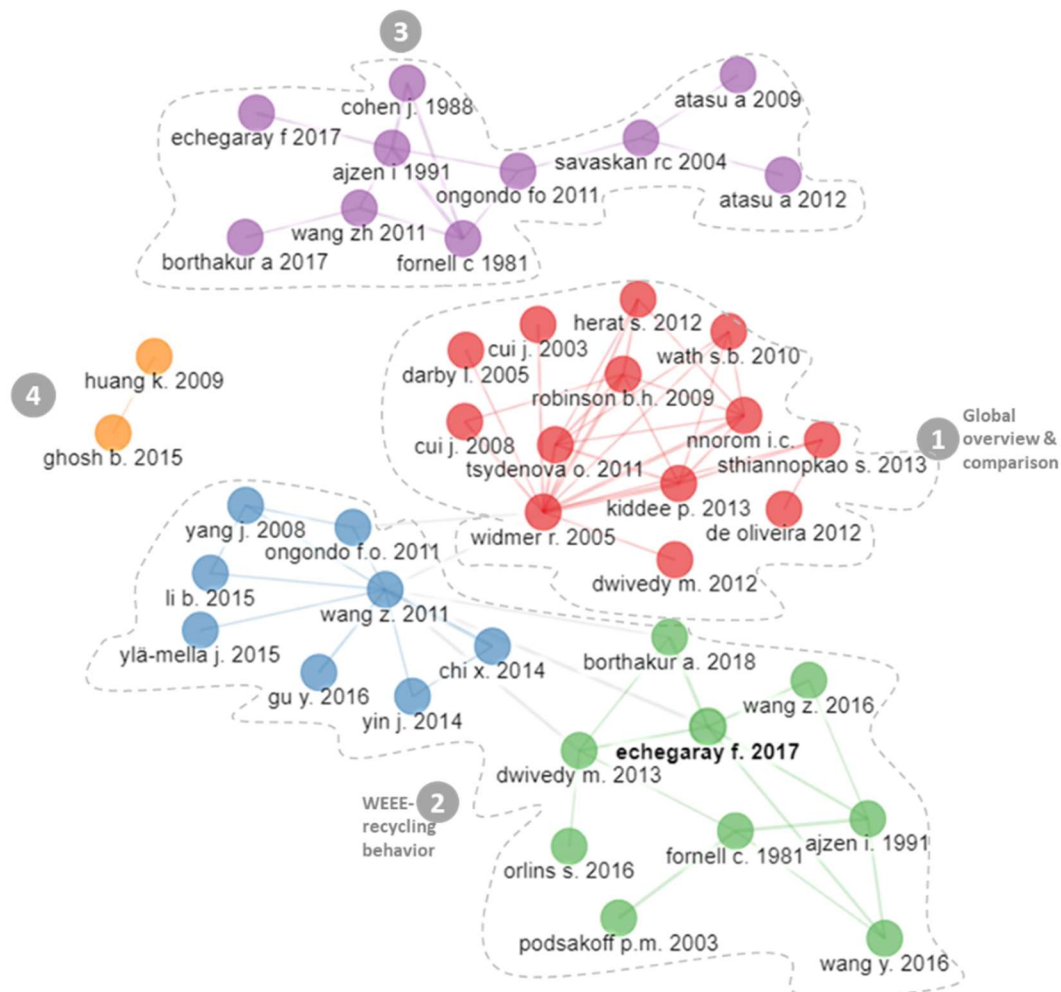 3
cohen j. 1988
atasu a 2009
echegaray f 2017
savaskan rc 2004
ajzen i 1991
ongondo fo 2011
atasu a 2012
wang zh 2011
borthakur a 2017
fornell c 1981
herat s. 2012
cui j. 2003
wath s.b. 2010
darby l. 2005
huang k. 2009
4
robinson b.h. 2009
cui j. 2008
nnorom i.c.
ghosh b. 2015
tsydenova o. 2011
sthiannopkao s. 2013
1
Global
overview &
comparison
kiddee p. 2013
yang j. 2008
de oliveira 2012
widmer r. 2005
ongondo f.o. 2011
dwivedy m. 2012
li b. 2015
wang z. 2011
ylä-mella j. 2015
borthakur a. 2018
chi x. 2014
gu y. 2016
wang z. 2016
yin j. 2014
echegaray f. 2017
dwivedy m. 2013
2
WEEE-
recycling
behavior
ajzen i. 1991
fornell c. 1981
orlins s. 2016
podsakoff p.m. 2003
wang y. 2016